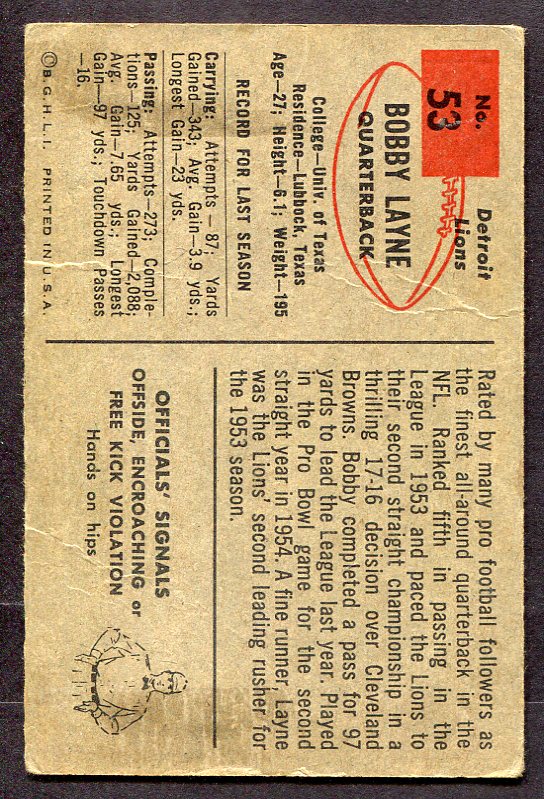 No.
53
Detroit
Lions
BOBBY LAYNE
QUARTERBACK
College—Univ. of Texas
Residence—Lubbock, Texas
Age—27; Height—6.1; Weight—195
RECORD FOR LAST SEASON
Carrying: Attempts - 87; Yards
Gained—343; Avg. Gain—3.9 yds.;
Longest Gain—23 yds.
Passing: Attempts—273; Comple-
tions—125; Yards Gained—2,088;
Avg. Gain—7.65 yds.; Longest
Gain—97 yds.; Touchdown Passes
—16.
©B.G.H.L.I. PRINTED IN U.S.A.
Rated by many pro football followers as
the finest all-around quarterback in the
NFL. Ranked fifth in passing in the
League in 1953 and paced the Lions to
their second straight championship in a
thrilling 17-16 decision over Cleveland
Browns. Bobby completed a pass for 97
yards to lead the League last year. Played
in the Pro Bowl game for the second
straight year in 1954. A fine runner, Layne
was the Lions' second leading rusher for
the 1953 season.
OFFICIALS' SIGNALS
OFFSIDE, ENCROACHING or
FREE KICK VIOLATION
Hands on hips